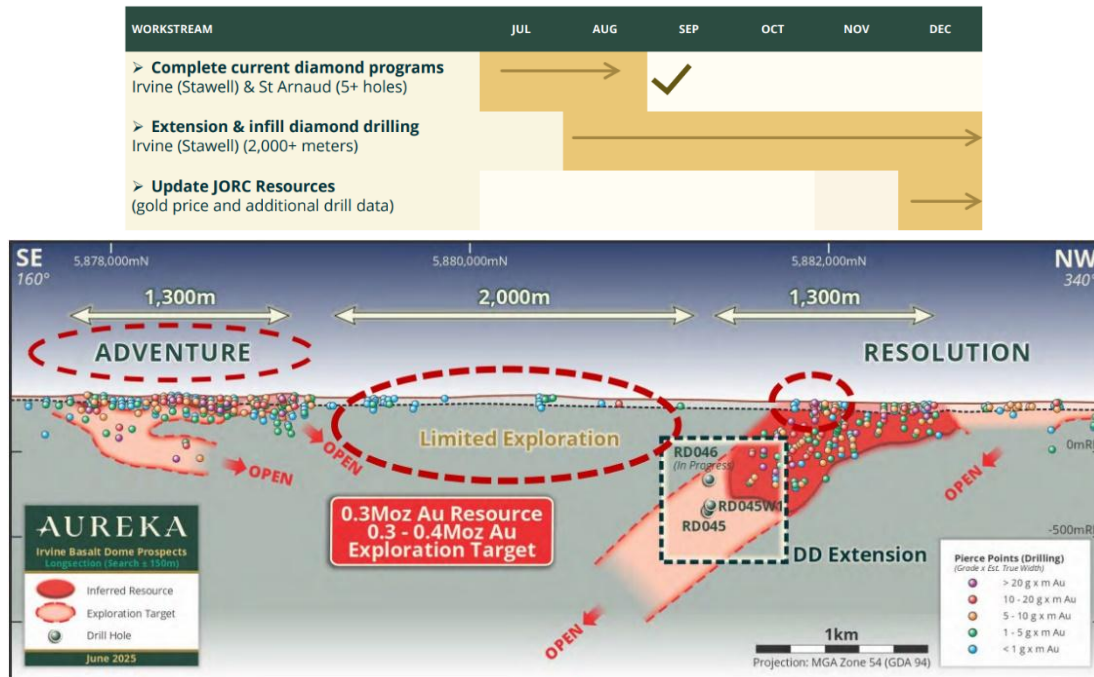 WORKSTREAM JUL AUG SEP OCT NOV DEC
➢ Complete current diamond programs
Irvine (Stawell) & St Arnaud (5+ holes)
➢ Extension & infill diamond drilling
Irvine (Stawell) (2,000+ meters)
➢ Update JORC Resources
(gold price and additional drill data)
SE
160°
5,878,000mN
5,880,000mN
5,882,000mN
NW
340°
1,300m
2,000m
1,300m
ADVENTURE
RESOLUTION
Limited Exploration
OPEN
OPEN
RD046
(In Progress)
RD045W1
RD045
OPEN
0mRL
-500mRL
0.3Moz Au Resource
0.3 - 0.4Moz Au
Exploration Target
DD Extension
OPEN
AUREKA
Irvine Basalt Dome Prospects
Longsection (Search ± 150m)
Inferred Resource
Exploration Target
Drill Hole
June 2025
1km
Projection: MGA Zone 54 (GDA 94)
Pierce Points (Drilling)
(Grade x Est. True Width)
> 20 g x m Au
10 - 20 g x m Au
5 - 10 g x m Au
1 - 5 g x m Au
< 1 g x m Au